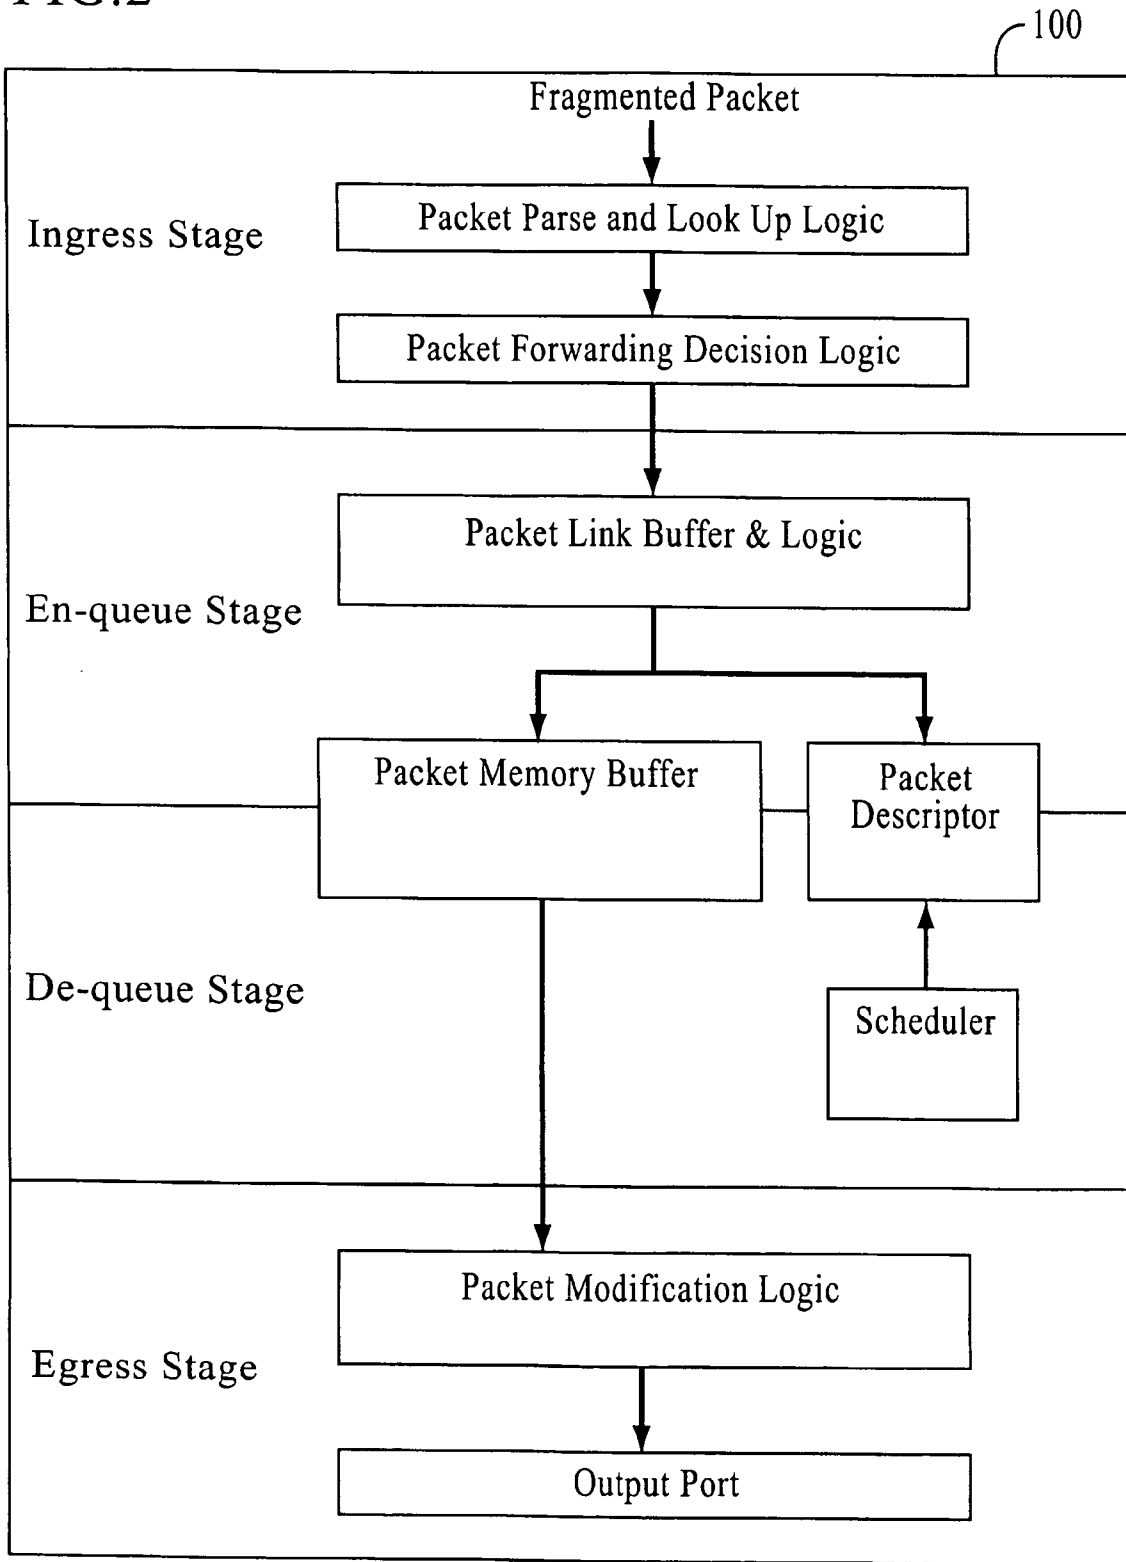 FIG.2
100
Fragmented Packet
Packet Parse and Look Up Logic
Ingress Stage
Packet Forwarding Decision Logic
Packet Link Buffer & Logic
En-queue Stage
Packet Memory Buffer
Packet
Descriptor
De-queue Stage
Scheduler
Packet Modification Logic
Egress Stage
Output Port